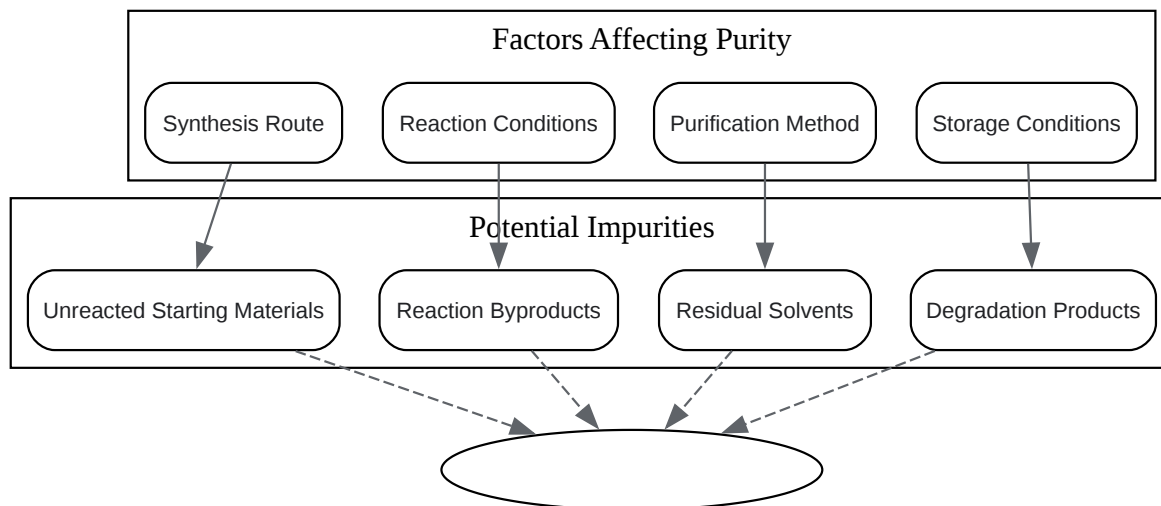 Factors Affecting Purity
Synthesis Route
Reaction Conditions
Purification Method
Storage Conditions
Potential Impurities
Unreacted Starting Materials
Reaction Byproducts
Residual Solvents
Degradation Products